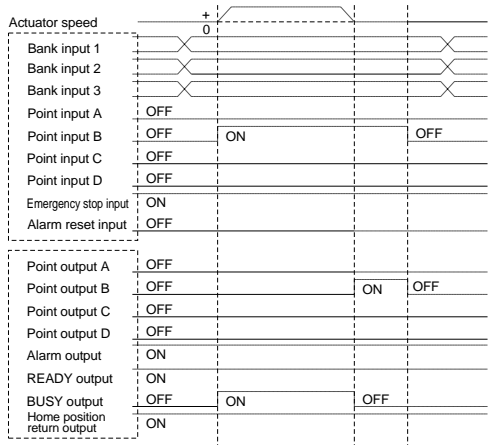 +
Actuator speed
0
Bank input 1
Bank input 2
Bank input 3
Point input A OFF
Point input B OFF ON OFF
Point input C OFF
Point input D OFF
Emergency stop input ON
Alarm reset input OFF
Point output A OFF
Point output B OFF ON OFF
Point output C OFF
Point output D OFF
Alarm output ON
READY output ON
BUSY output OFF ON OFF
Home position
return output ON